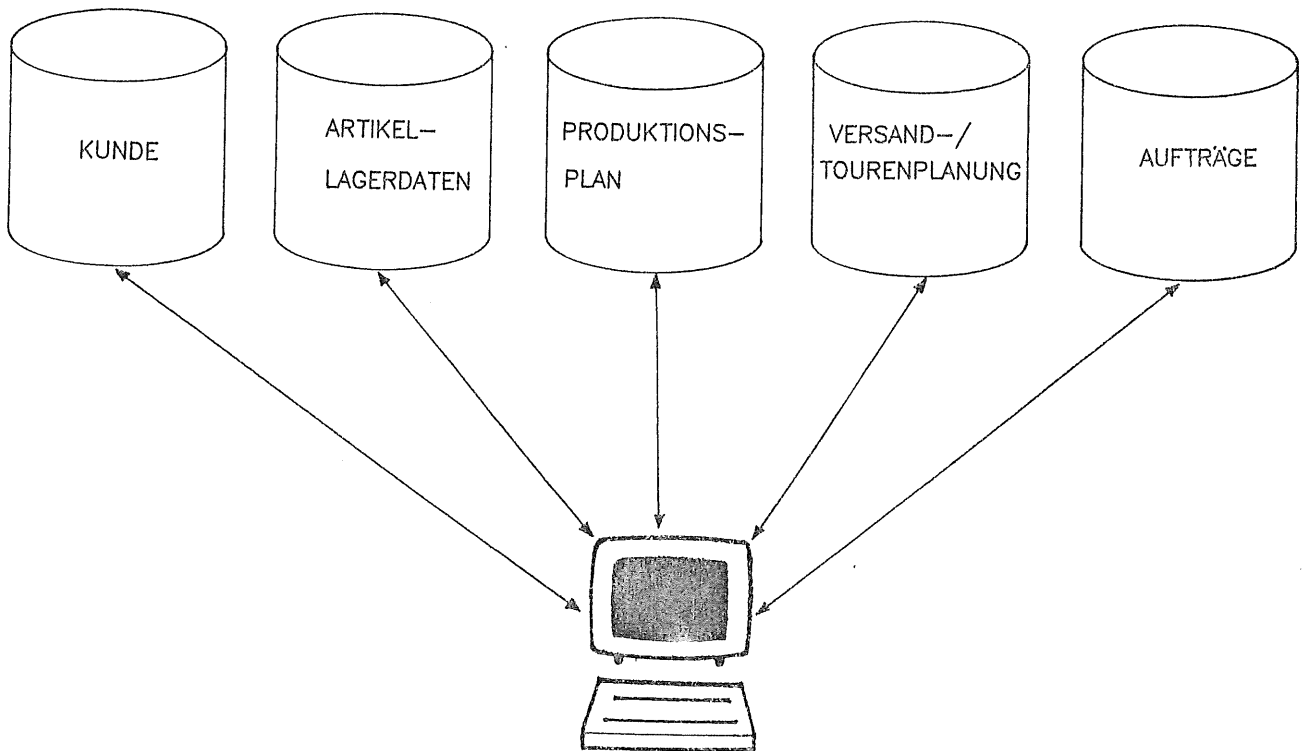 KUNDE
ARTIKEL-
LAGERDATEN
PRODUKTIONS-
PLAN
VERSAND-/
TOURENPLANUNG
AUFTRÄGE